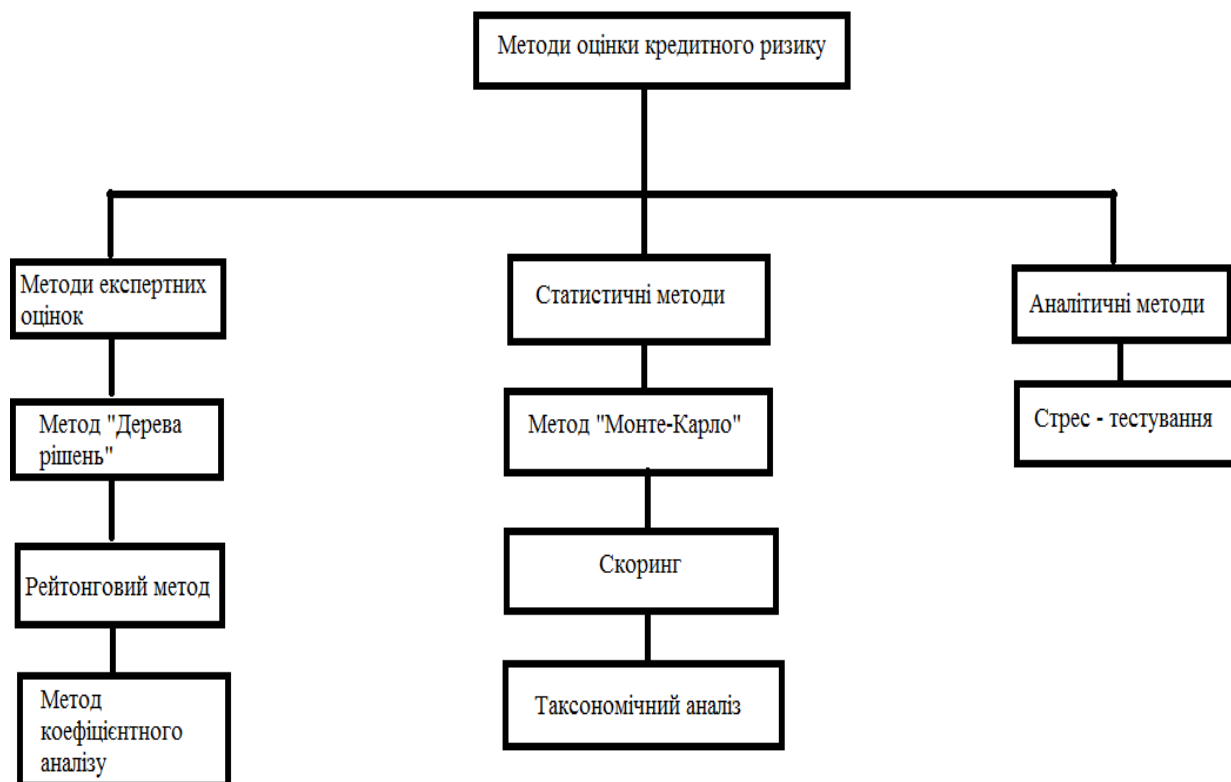 Методи оцінки кредитного ризику
Методи експертних
оцінок
Метод "Дерева
рішень"
Рейтонговий метод
Метод
коефіцієнтного
аналізу
Статистичні методи
Метод "Монте-Карло"
Скоринг
Таксономічний аналіз
Аналітичні методи
Стрес - тестування